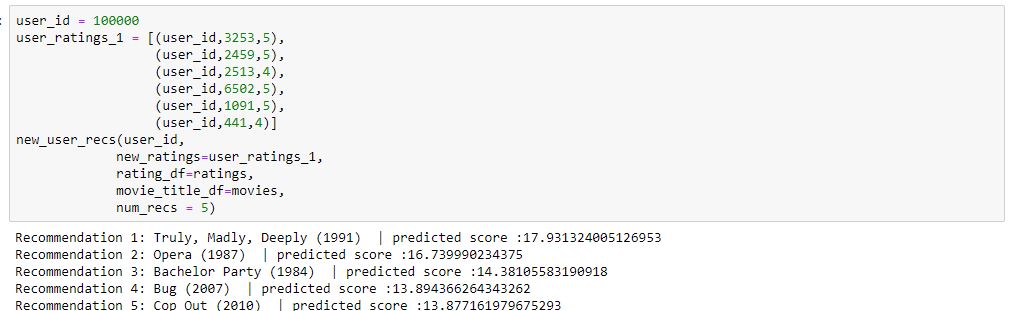 user_id = 100000
user_ratings_1 = [(user_id,3253,5),
(user_id,2459,5),
(user_id,2513,4),
(user_id,6502,5),
(user_id,1091,5),
(user_id,441,4)]
new_user_recs(user_id,
new_ratings=user_ratings_1,
rating_df=ratings,
movie_title_df=movies,
num_recs = 5)
Recommendation 1: Truly, Madly, Deeply (1991)  | predicted score :17.931324005126953
Recommendation 2: Opera (1987)  | predicted score :16.739990234375
Recommendation 3: Bachelor Party (1984)  | predicted score :14.38105583190918
Recommendation 4: Bug (2007)  | predicted score :13.894366264343262
Recommendation 5: Cop Out (2010)  | predicted score :13.877161979675293